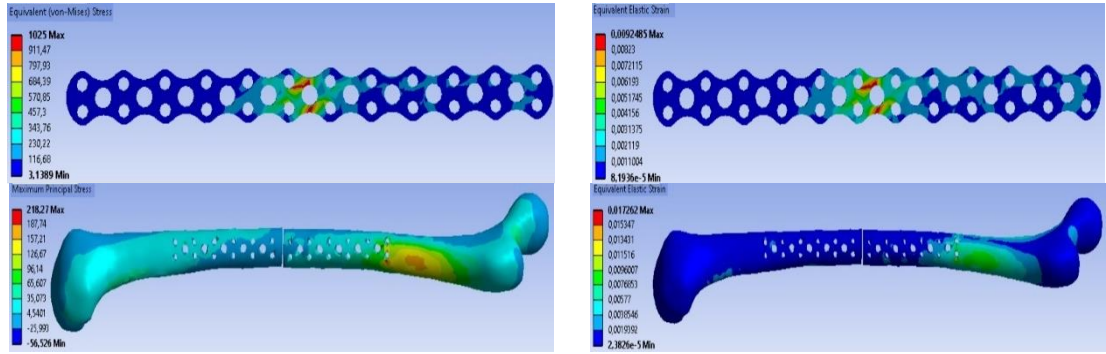 Equivalent (von-Mises) Stress
1025 Max
911,47
797,93
684,39
570,85
457,3
343,76
230,22
116,68
3,1389 Min
Equivalent Elastic Strain
0,0092485 Max
0,00823
0,0072115
0,006193
0,0051745
0,004156
0,0031375
0,002119
0,0011004
8,1936e-5 Min
Maximum Principal Stress
218,27 Max
187,74
157,21
126,67
96,14
65,607
35,073
4,5401
-25,993
-56,526 Min
Equivalent Elastic Strain
0,017262 Max
0,015347
0,013431
0,011516
0,0096007
0,0076853
0,00577
0,0038546
0,0019392
2,3826e-5 Min